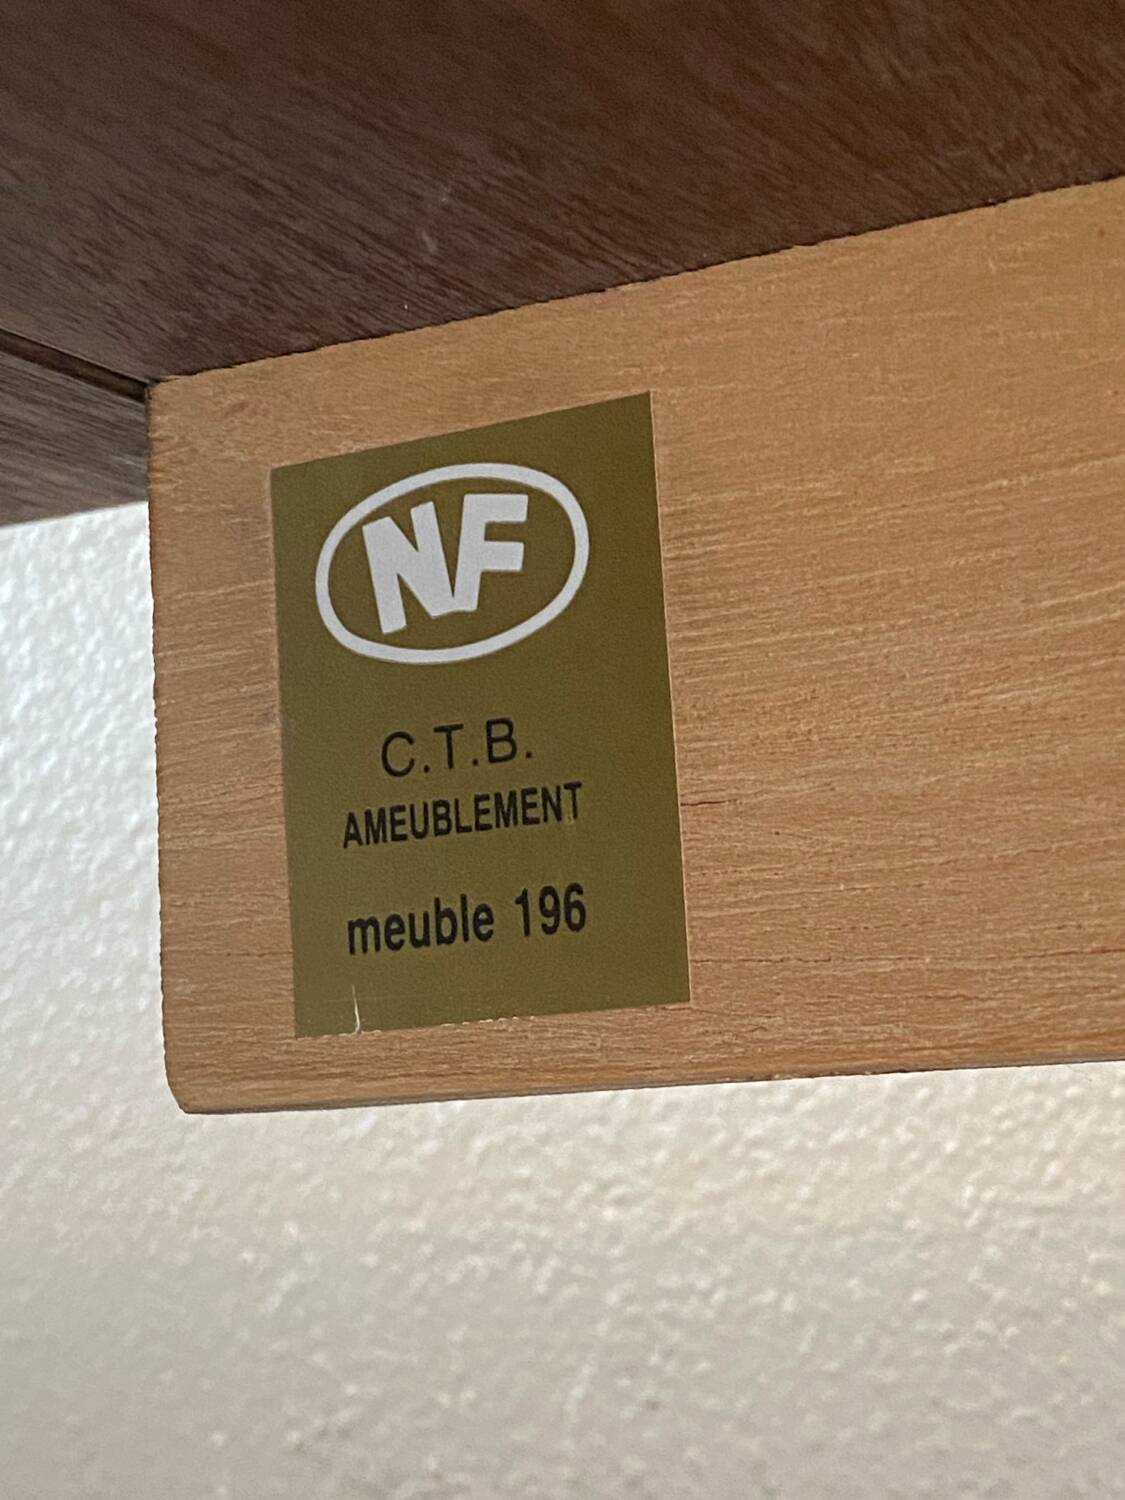 NF
C.T.B.
AMEUBLEMENT
meuble 196